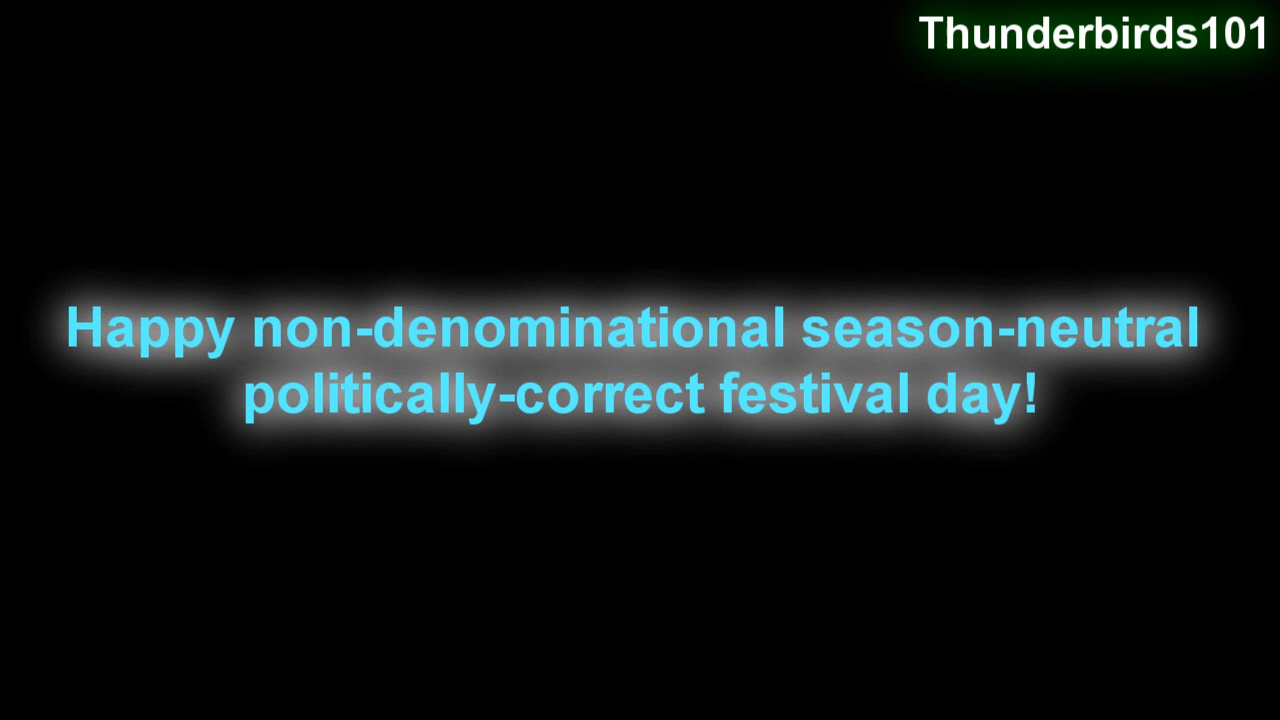 Thunderbirds101
Happy non-denominational season-neutral
politically-correct festival day!